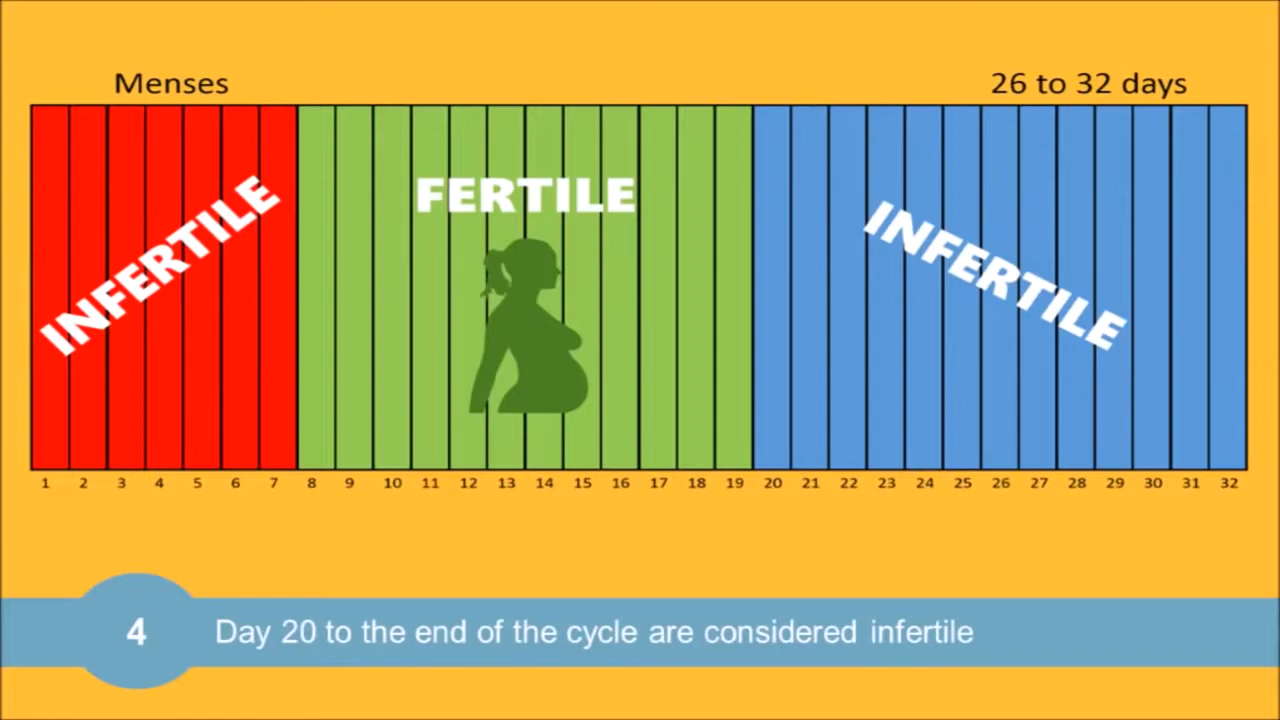 Menses
26 to 32 days
INFERTILE
FERTILE
INFERTILE
1 2 3 4 5 6 7 8 9 10 11 12 13 14 15 16 17 18 19 20 21 22 23 24 25 26 27 28 29 30 31 32
4
Day 20 to the end of the cycle are considered infertile